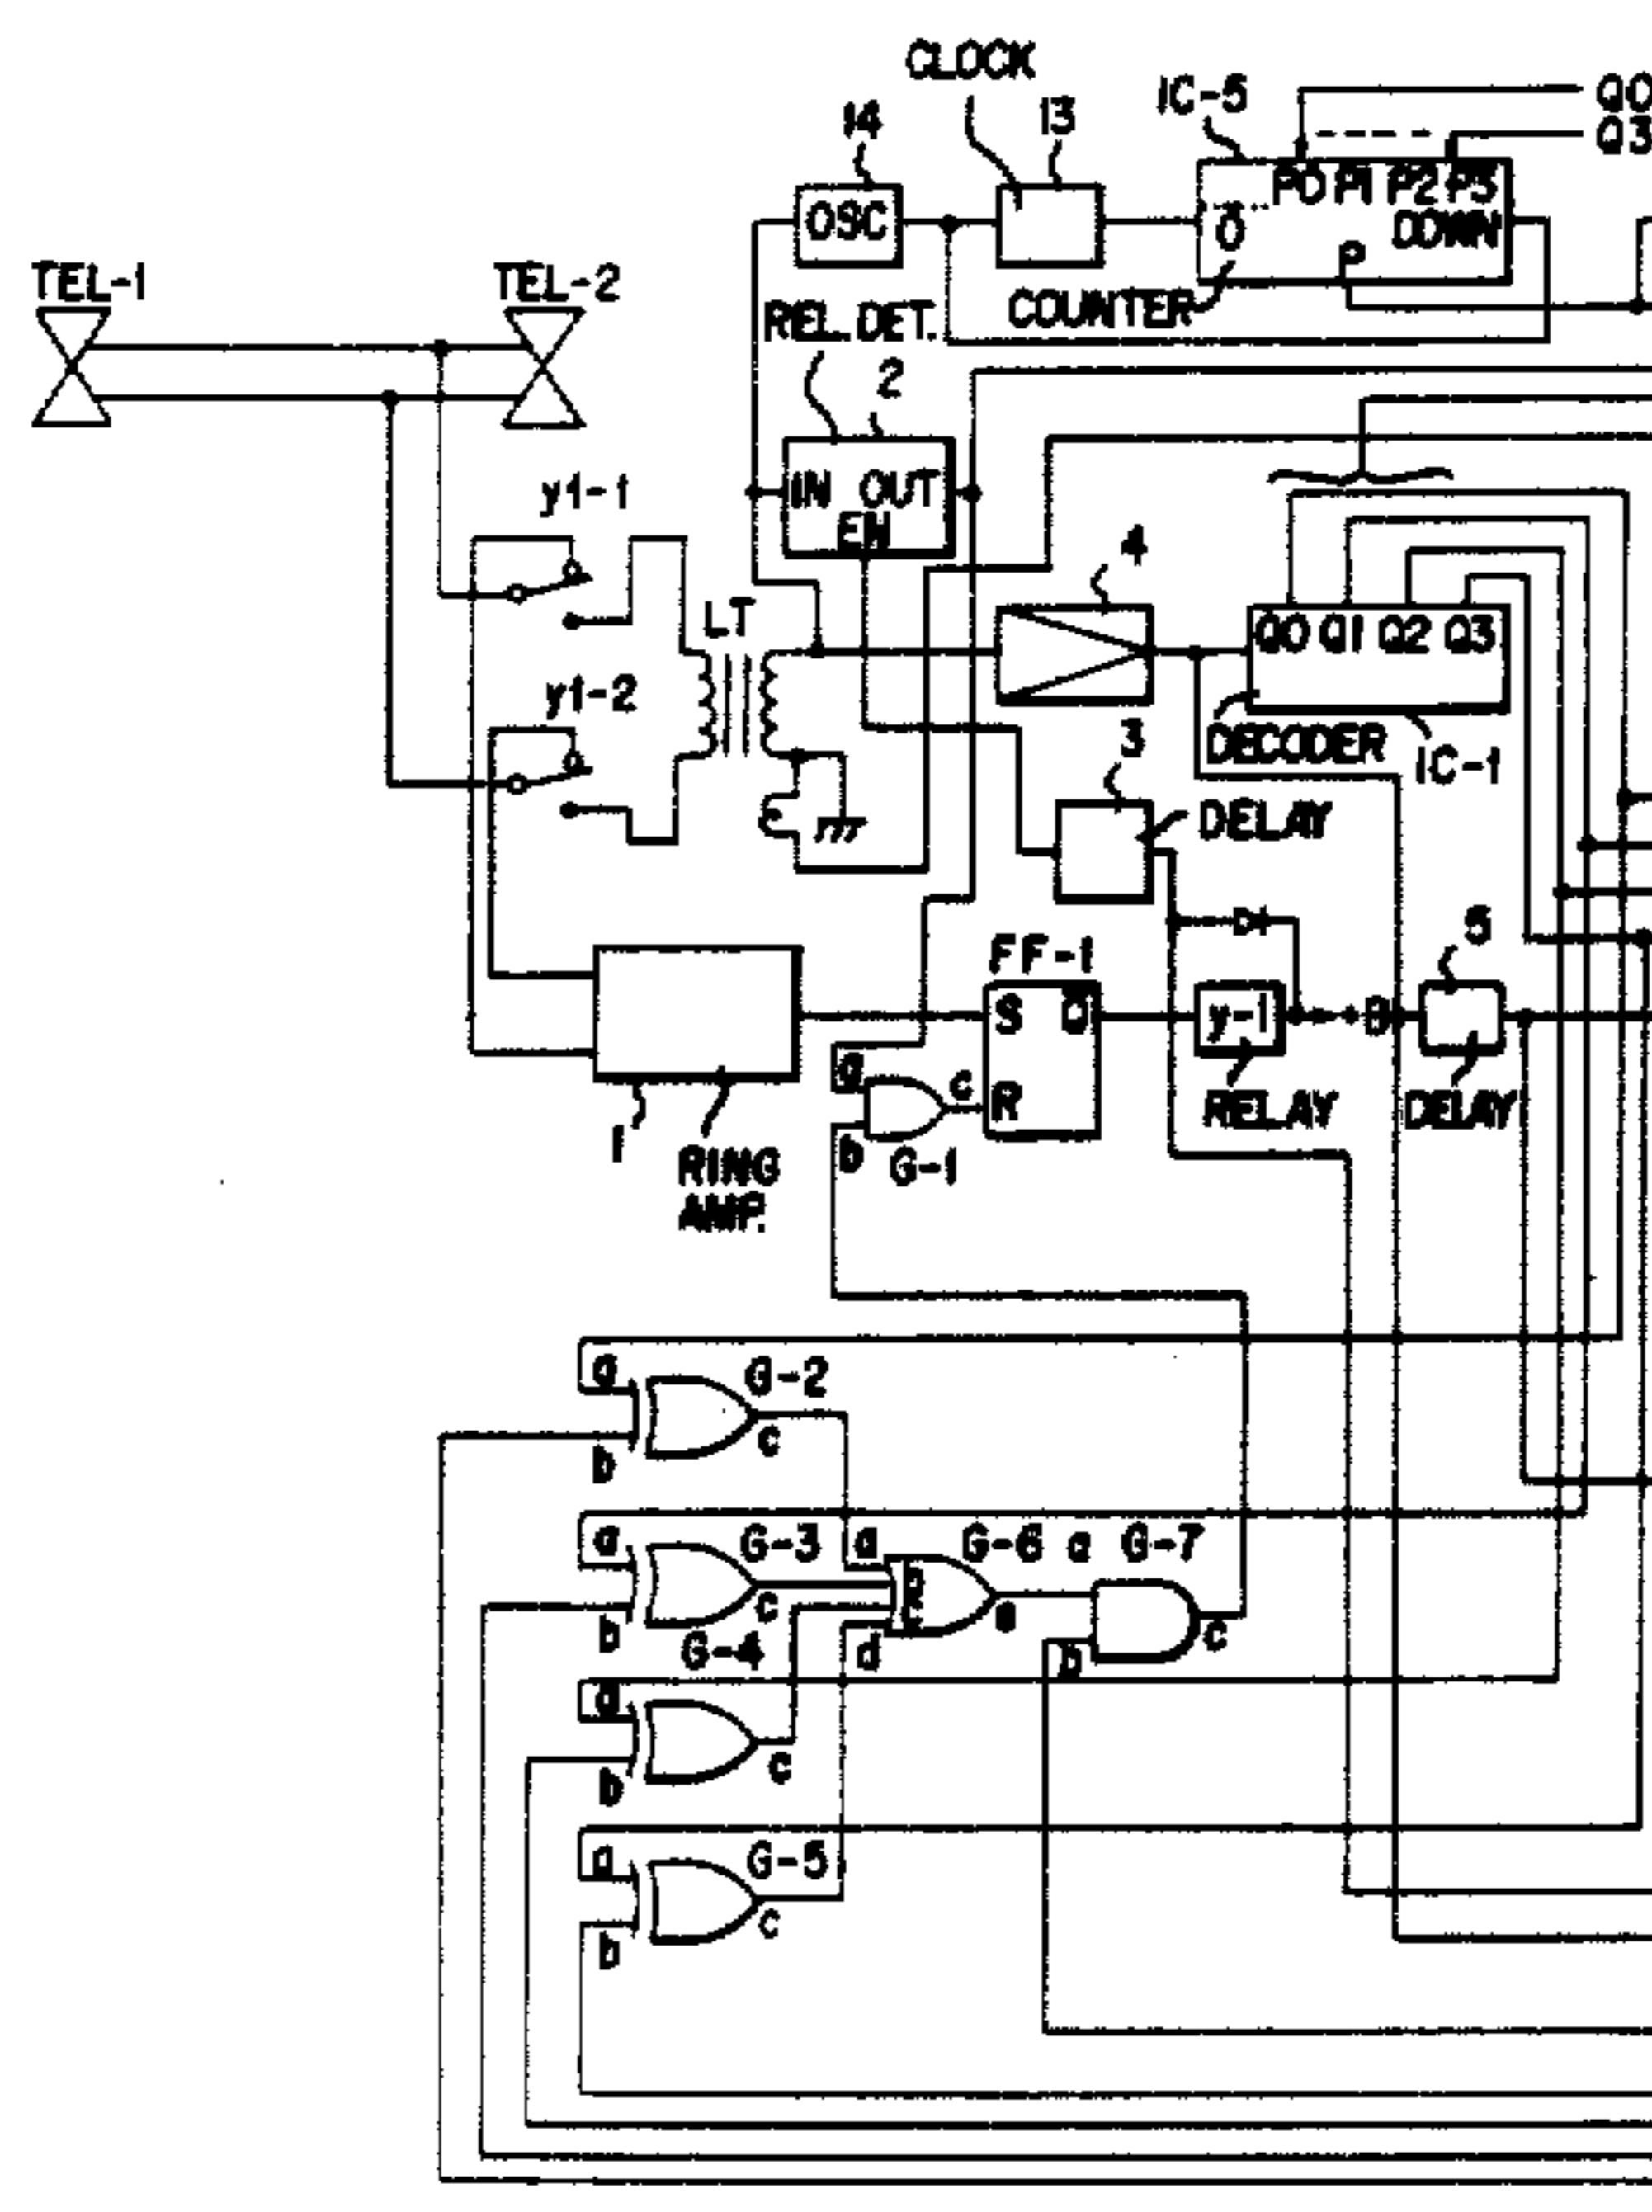 CLOCK
14
13
IC-5
Q0
Q3
OSC
P0 P1 P2 P3
DOWN
TEL-1
TEL-2
COUNTER
REL. DET.
2
IN OUT
EN
y1-1
4
LT
Q0 Q1 Q2 Q3
y1-2
DECODER
IC-1
3
DELAY
5
FF-1
S Q
R
y-1
+B
a
c
b
G-1
RELAY
DELAY
1
RING
AMP.
a
G-2
c
b
a
G-3
a
G-6
a
G-7
c
b
G-4
d
e
b
c
a
c
b
a
G-5
c
b